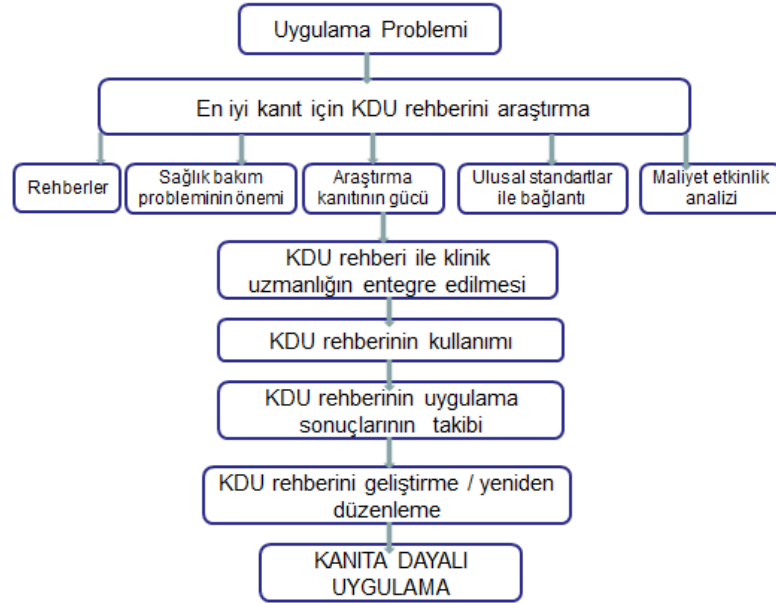 Uygulama Problemi
En iyi kanıt için KDU rehberini araştırma
Rehberler
Sağlık bakım
probleminin önemi
Araştırma
kanıtının gücü
Ulusal standartlar
ile bağlantı
Maliyet etkinlik
analizi
KDU rehberi ile klinik
uzmanlığın entegre edilmesi
KDU rehberinin kullanımı
KDU rehberinin uygulama
sonuçlarının takibi
KDU rehberini geliştirme / yeniden
düzenleme
KANITA DAYALI
UYGULAMA